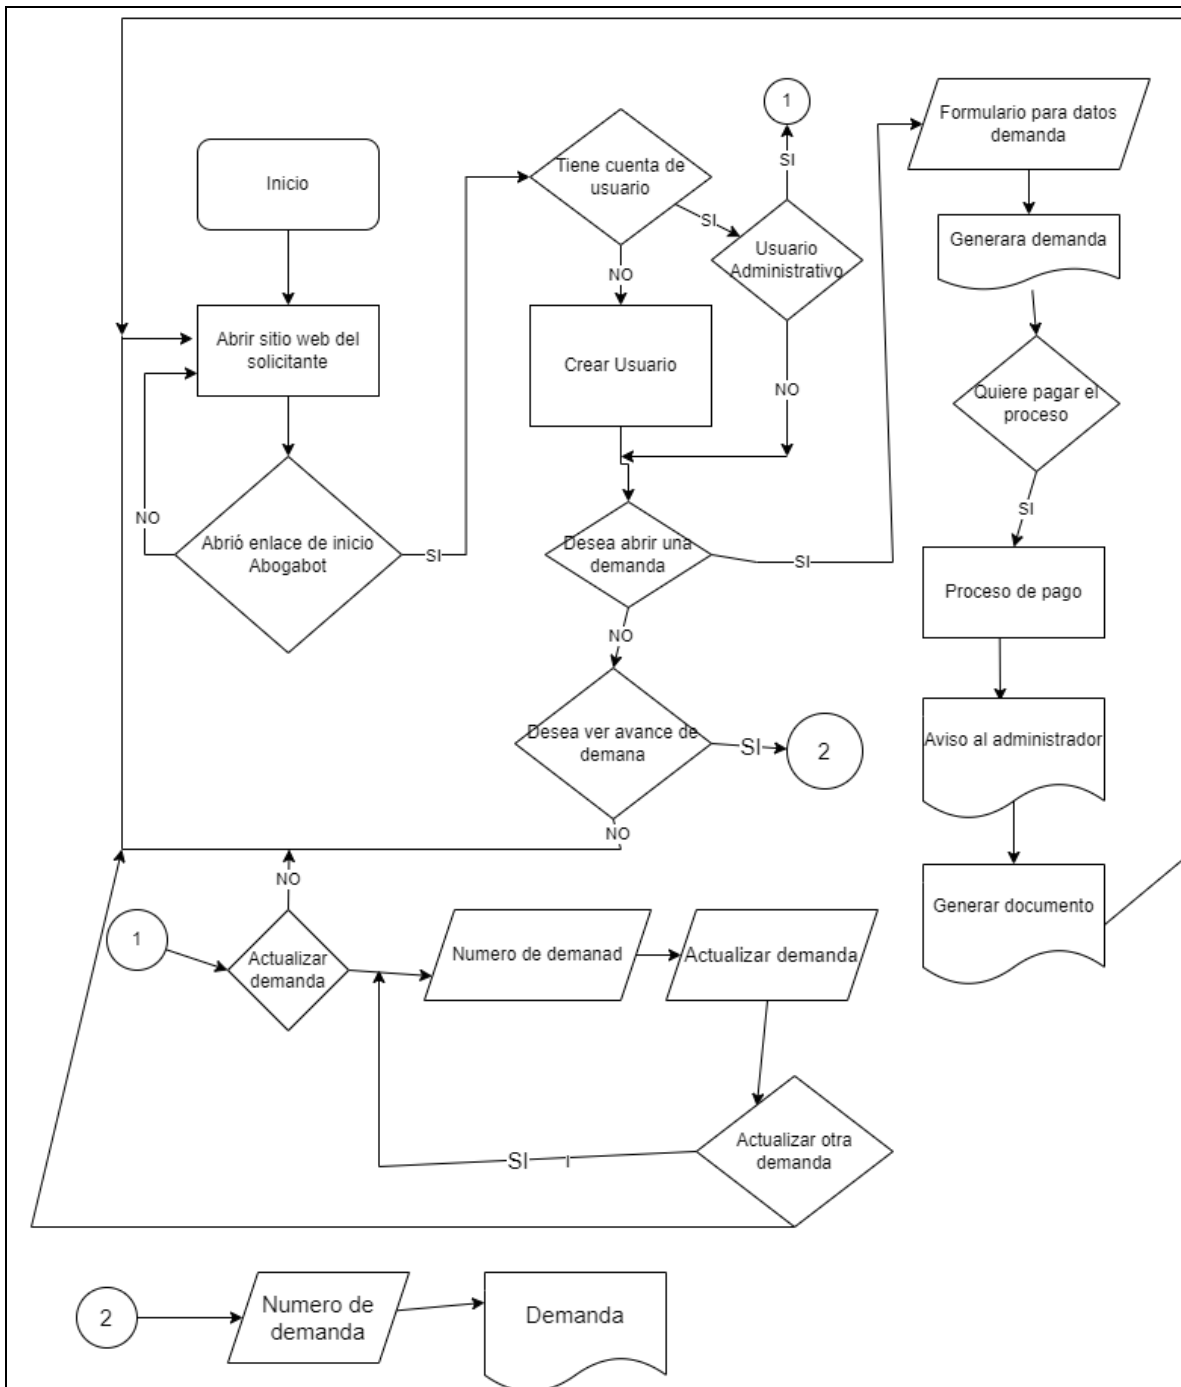 1
Formulario para datos
demanda
Inicio
Tiene cuenta de
usuario
SI
SI
Usuario
Administrativo
Generara demanda
NO
Abrir sitio web del
solicitante
Crear Usuario
NO
Quiere pagar el
proceso
NO
Abrió enlace de inicio
Abogabot
SI
Desea abrir una
demanda
SI
SI
Proceso de pago
NO
Desea ver avance de
demana
SI
2
Aviso al administrador
NO
NO
1
Actualizar
demanda
Numero de demanad
Actualizar demanda
Generar documento
Actualizar otra
demanda
SI
2
Numero de
demanda
Demanda